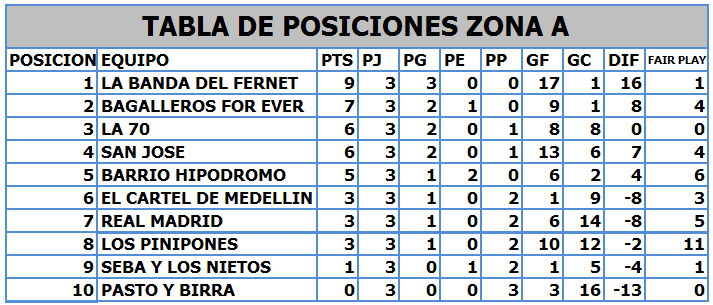 TABLA DE POSICIONES ZONA A
POSICION EQUIPO PTS PJ PG PE PP GF GC DIF FAIR PLAY
1 LA BANDA DEL FERNET 9 3 3 0 0 17 1 16 1
2 BAGALLEROS FOR EVER 7 3 2 1 0 9 1 8 4
3 LA 70 6 3 2 0 1 8 8 0 0
4 SAN JOSE 6 3 2 0 1 13 6 7 4
5 BARRIO HIPODROMO 5 3 1 2 0 6 2 4 6
6 EL CARTEL DE MEDELLIN 3 3 1 0 2 1 9 -8 3
7 REAL MADRID 3 3 1 0 2 6 14 -8 5
8 LOS PINIPONES 3 3 1 0 2 10 12 -2 11
9 SEBA Y LOS NIETOS 1 3 0 1 2 1 5 -4 1
10 PASTO Y BIRRA 0 3 0 0 3 3 16 -13 0